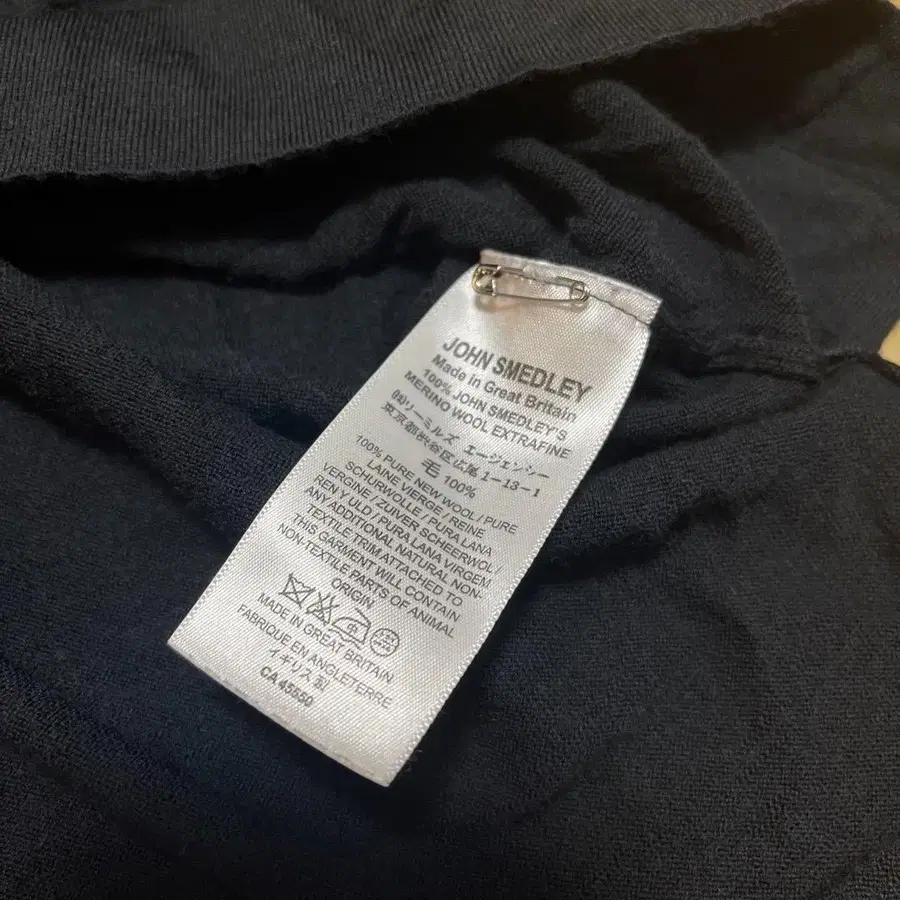 JOHN SMEDLEY
Made in Great Britain
100% JOHN SMEDLEY'S
MERINO WOOL EXTRAFINE
㈱リーミルズ エージェンシー
東京都渋谷区広尾 1-13-1
毛 100%
100% PURE NEW WOOL / PURE
LAINE VIERGE / REINE
SCHURWOLLE / PURA LANA
VERGINE / ZUIVER SCHEERWOL /
REN Y ULD / PURA LANA VIRGEM
ANY ADDITIONAL NATURAL NON-
TEXTILE TRIM ATTACHED TO
THIS GARMENT WILL CONTAIN
NON-TEXTILE PARTS OF ANIMAL
ORIGIN
中
MADE IN GREAT BRITAIN
FABRIQUE EN ANGLETERRE
イギリス製
CA 45550